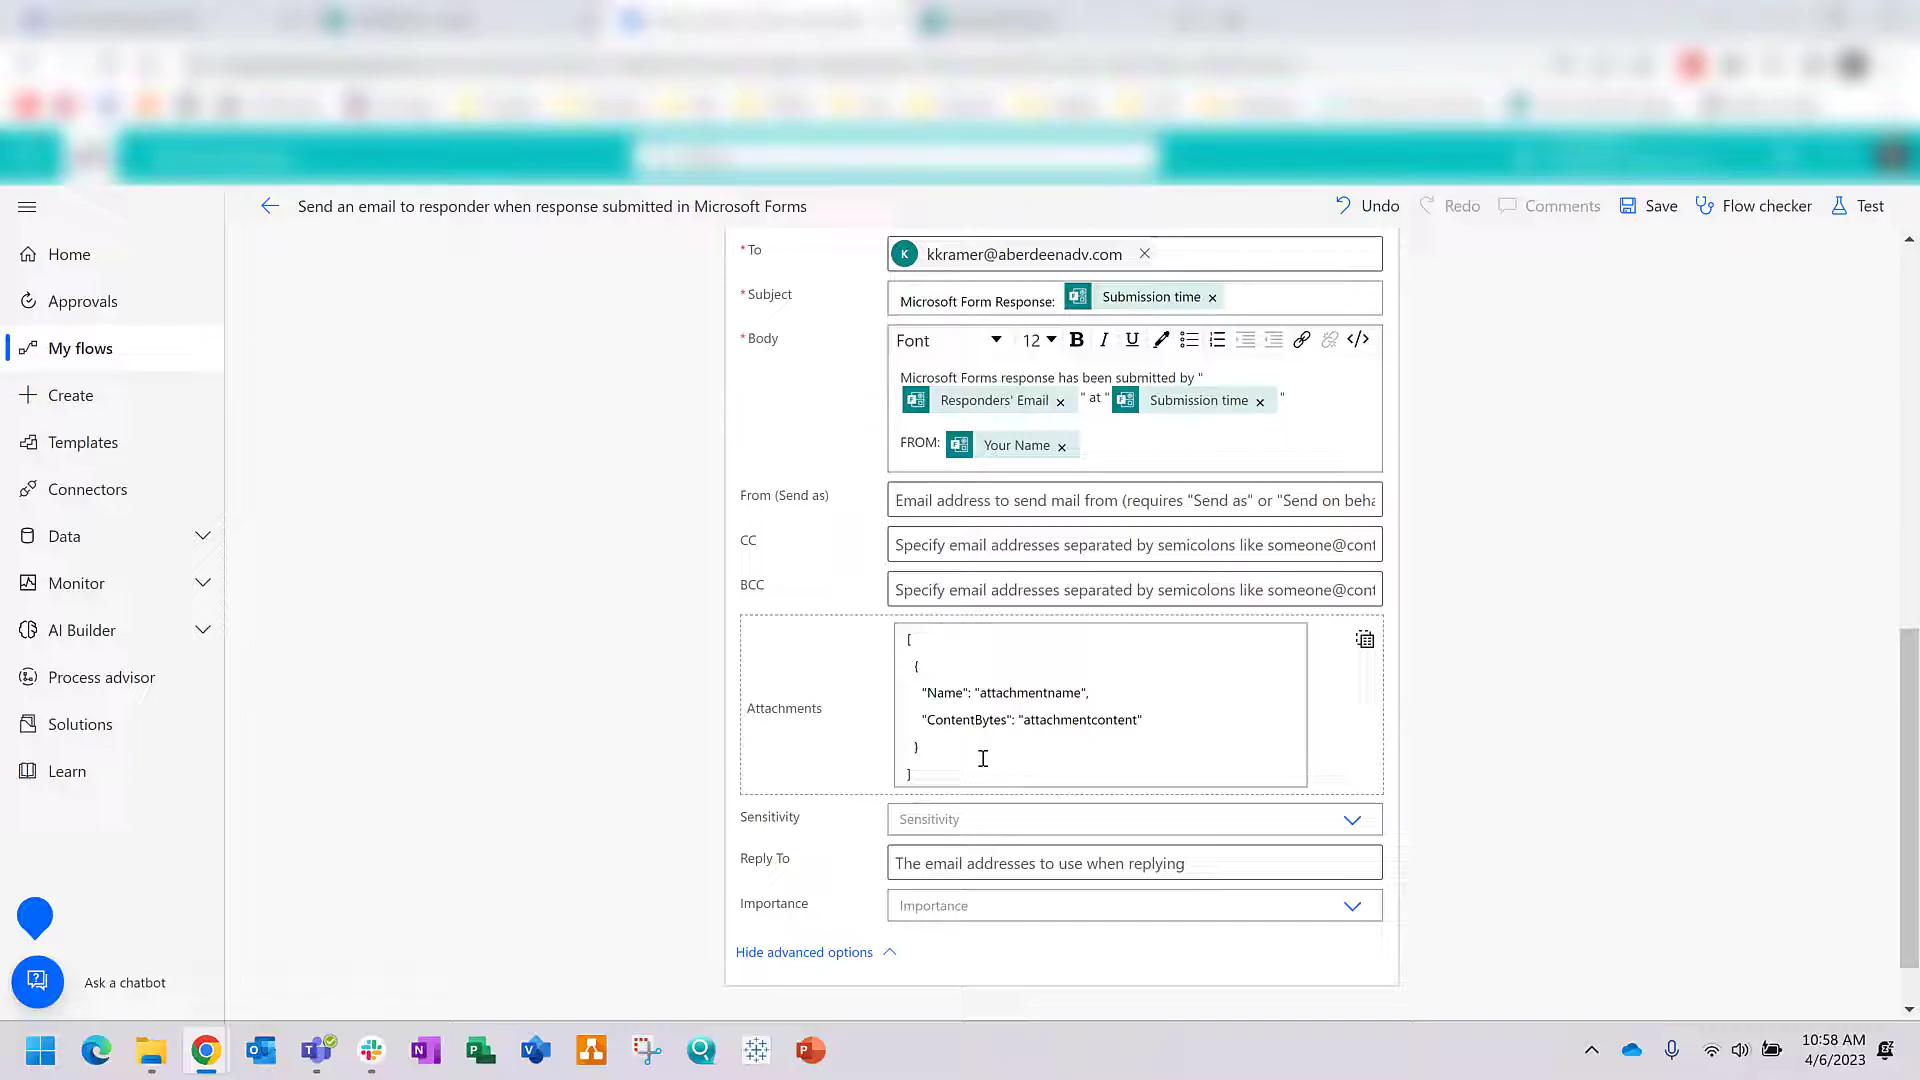 Send an email to responder when response submitted in Microsoft Forms
Undo
Redo
Comments
Save
Flow checker
Test
Home
Approvals
My flows
Create
Templates
Connectors
Data
Monitor
AI Builder
Process advisor
Solutions
Learn
Ask a chatbot
* To
K kkramer@aberdeenadv.com
* Subject
Microsoft Form Response: Submission time
* Body
Font 12 B I U </>
Microsoft Forms response has been submitted by "
Responders' Email " at " Submission time "
FROM: Your Name
From (Send as)
Email address to send mail from (requires "Send as" or "Send on beha
CC
Specify email addresses separated by semicolons like someone@cont
BCC
Specify email addresses separated by semicolons like someone@cont
Attachments
[
{
"Name": "attachmentname",
"ContentBytes": "attachmentcontent"
}
]
Sensitivity
Sensitivity
Reply To
The email addresses to use when replying
Importance
Importance
Hide advanced options
10:58 AM
4/6/2023